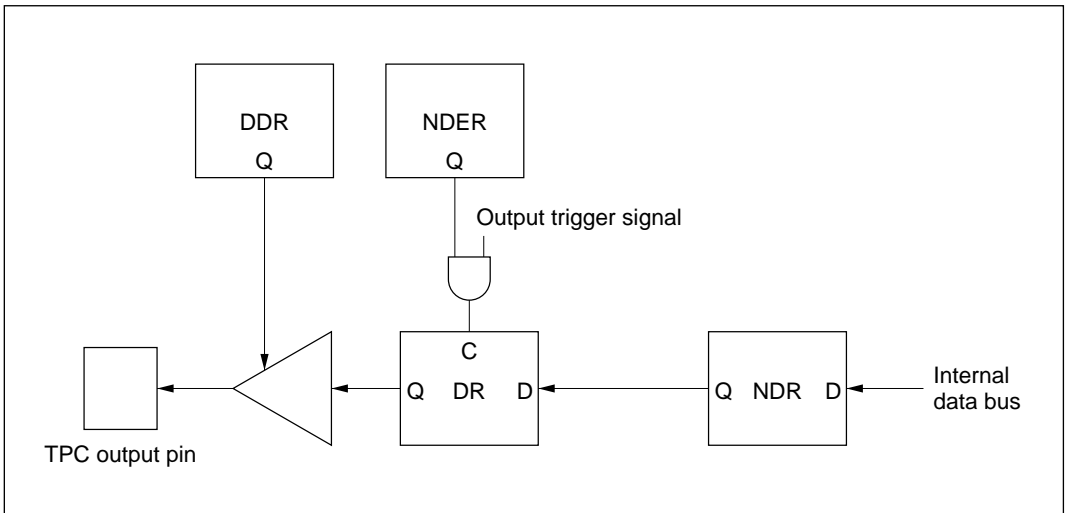 DDR
Q
NDER
Q
Output trigger signal
C
Q DR D
Q NDR D
Internal
data bus
TPC output pin